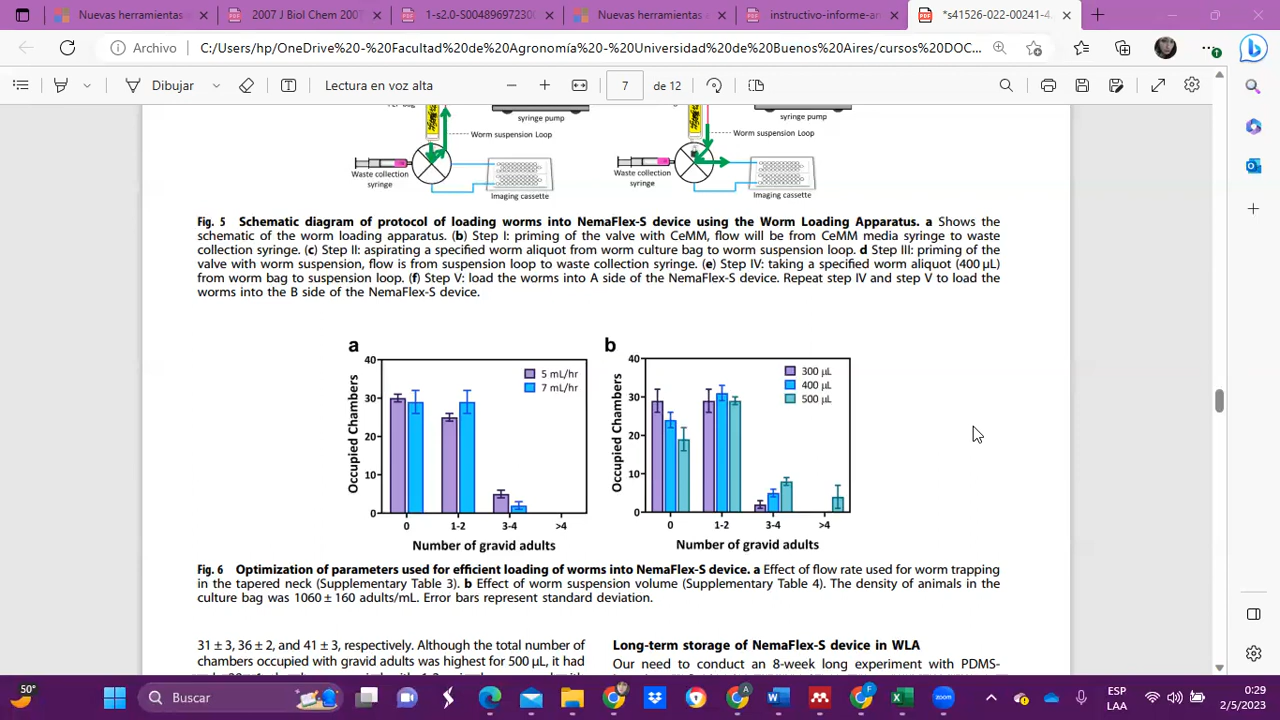 Nuevas herramientas
2007 J Biol Chem 2007
1-s2.0-S0048969723001
Nuevas herramientas e
instructivo-informe-an
*s41526-022-00241-4.
Archivo
C:/Users/hp/OneDrive%20-%20Facultad%20de%20Agronomía%20-%20Universidad%20de%20Buenos%20Aires/cursos%20DOC...
Dibujar
Lectura en voz alta
7
de 12
syringe pump
syringe pump
Worm suspension Loop
Worm suspension Loop
Waste collection
syringe
Imaging cassette
Waste collection
syringe
Imaging cassette
Fig. 5 Schematic diagram of protocol of loading worms into NemaFlex-S device using the Worm Loading Apparatus. a Shows the
schematic of the worm loading apparatus. (b) Step I: priming of the valve with CeMM, flow will be from CeMM media syringe to waste
collection syringe. (c) Step II: aspirating a specified worm aliquot from worm culture bag to worm suspension loop. d Step III: priming of the
valve with worm suspension, flow is from suspension loop to waste collection syringe. (e) Step IV: taking a specified worm aliquot (400 μL)
from worm bag to suspension loop. (f) Step V: load the worms into A side of the NemaFlex-S device. Repeat step IV and step V to load the
worms into the B side of the NemaFlex-S device.
a
40
30
20
10
0
Occupied Chambers
5 mL/hr
7 mL/hr
0 1-2 3-4 >4
Number of gravid adults
b
40
30
20
10
0
Occupied Chambers
300 μL
400 μL
500 μL
0 1-2 3-4 >4
Number of gravid adults
Fig. 6 Optimization of parameters used for efficient loading of worms into NemaFlex-S device. a Effect of flow rate used for worm trapping
in the tapered neck (Supplementary Table 3). b Effect of worm suspension volume (Supplementary Table 4). The density of animals in the
culture bag was 1060 ± 160 adults/mL. Error bars represent standard deviation.
31 ± 3, 36 ± 2, and 41 ± 3, respectively. Although the total number of
chambers occupied with gravid adults was highest for 500 μL, it had
Long-term storage of NemaFlex-S device in WLA
Our need to conduct an 8-week long experiment with PDMS-
50°
Buscar
ESP
LAA
0:29
2/5/2023